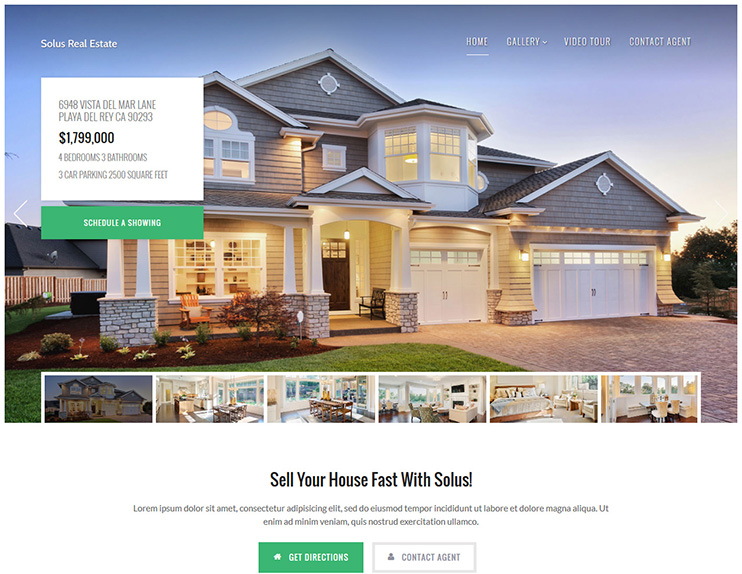 Solus Real Estate
HOME GALLERY VIDEO TOUR CONTACT AGENT
6948 VISTA DEL MAR LANE
PLAYA DEL REY CA 90293
$1,799,000
4 BEDROOMS 3 BATHROOMS
3 CAR PARKING 2500 SQUARE FEET
SCHEDULE A SHOWING
Sell Your House Fast With Solus!
Lorem ipsum dolor sit amet, consectetur adipisicing elit, sed do eiusmod tempor incididunt ut labore et dolore magna aliqua. Ut
enim ad minim veniam, quis nostrud exercitation ullamco.
GET DIRECTIONS CONTACT AGENT